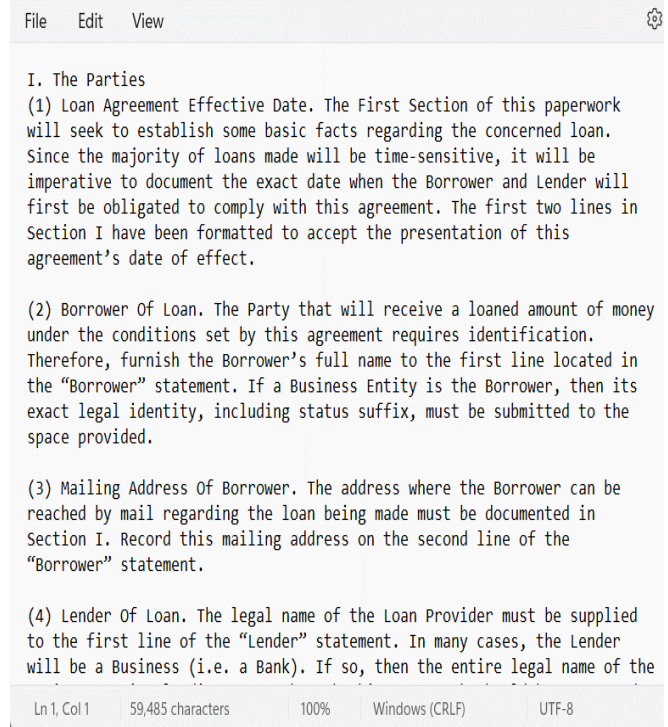 File Edit View
I. The Parties
(1) Loan Agreement Effective Date. The First Section of this paperwork
will seek to establish some basic facts regarding the concerned loan.
Since the majority of loans made will be time-sensitive, it will be
imperative to document the exact date when the Borrower and Lender will
first be obligated to comply with this agreement. The first two lines in
Section I have been formatted to accept the presentation of this
agreement’s date of effect.
(2) Borrower Of Loan. The Party that will receive a loaned amount of money
under the conditions set by this agreement requires identification.
Therefore, furnish the Borrower’s full name to the first line located in
the “Borrower” statement. If a Business Entity is the Borrower, then its
exact legal identity, including status suffix, must be submitted to the
space provided.
(3) Mailing Address Of Borrower. The address where the Borrower can be
reached by mail regarding the loan being made must be documented in
Section I. Record this mailing address on the second line of the
“Borrower” statement.
(4) Lender Of Loan. The legal name of the Loan Provider must be supplied
to the first line of the “Lender” statement. In many cases, the Lender
will be a Business (i.e. a Bank). If so, then the entire legal name of the
Ln 1, Col 1 59,485 characters 100% Windows (CRLF) UTF-8